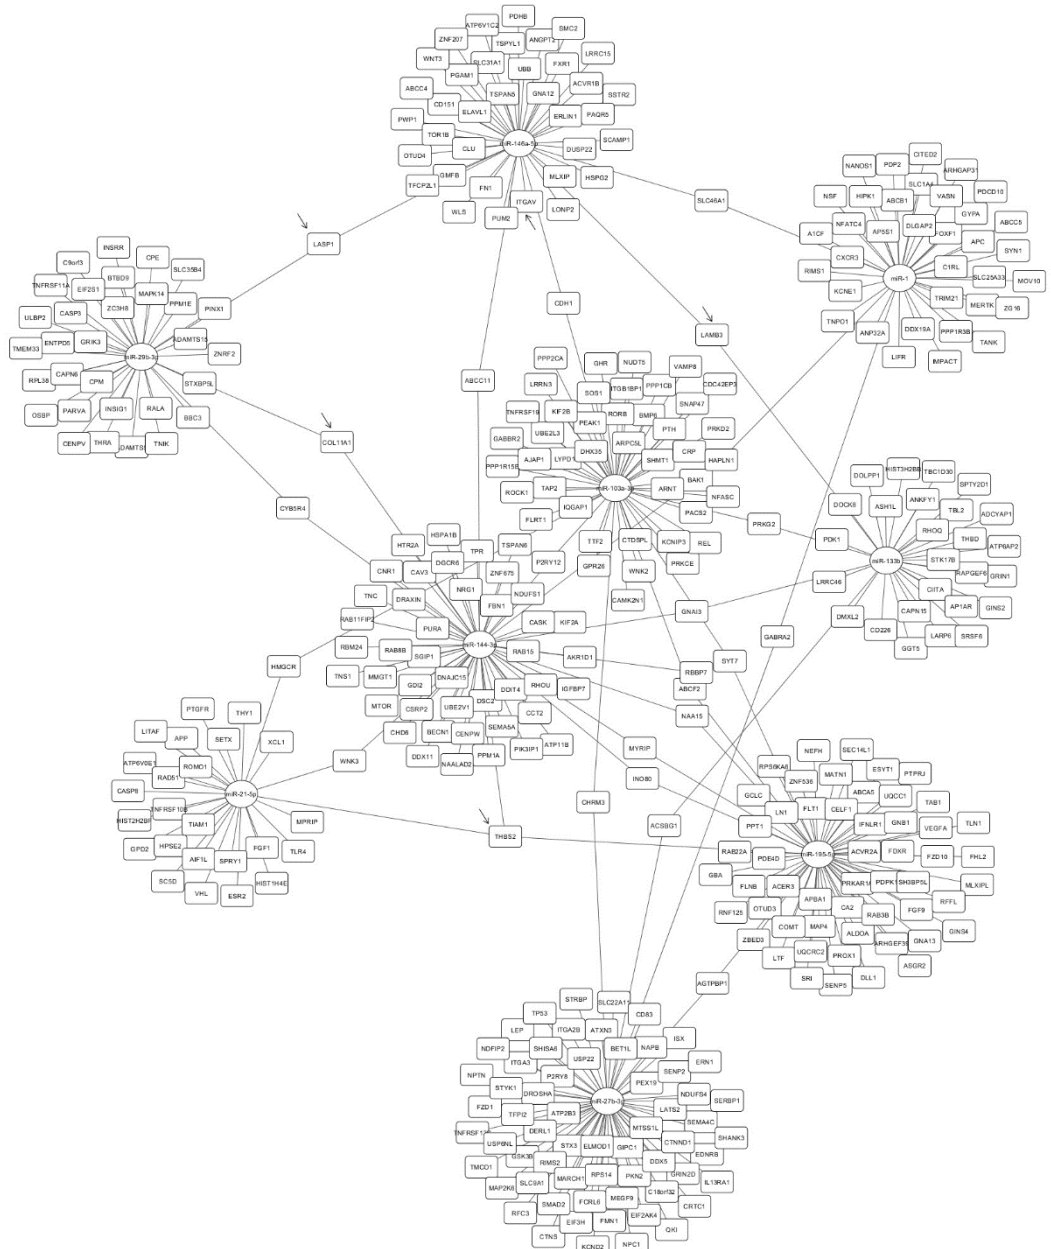 PDHB
ATP6V1C2
SMC2
ZNF207
TSPYL1
ANGPT2
LRRC15
WNT3
SLC31A1
FXR1
UBB
PGAM1
ACVR1B
ABCC4
TSPAN5
GNA12
SSTR2
CD151
ELAVL1
ERLIN1
PAQR5
PWP1
TOR1B
SCAMP1
miR-146a-5p
CLU
DUSP22
OTUD4
GMFB
MLXIP
HSPG2
TFCP2L1
FN1
ITGAV
LONP2
WLS
PUM2
SLC46A1
LASP1
CDH1
LAMB3
ABCC11
CITED2
NANOS1
PDP2
ARHGAP31
SLC1A4
NSF
HIPK1
ABCB1
VASN
PDCD10
GYPA
NFATC4
AP5S1
DLGAP2
ABCC5
A1CF
FOXF1
APC
SYN1
CXCR3
C1RL
RIMS1
miR-1
SLC25A33
MOV10
KCNE1
TRIM21
MERTK
ZG16
TNPO1
ANP32A
DDX19A
PPP1R3B
TANK
LIFR
IMPACT
INSRR
C9orf3
CPE
SLC35B4
TNFRSF11A
EIF2S1
BTBD9
MAPK14
PPM1E
PINX1
ULBP2
CASP3
ZC3H8
TMEM33
ENTPD5
GRIK3
ADAMTS15
ZNRF2
miR-29b-3p
RPL38
CAPN6
CPM
STXBP5L
OSBP
PARVA
INSIG1
RALA
BBC3
CENPV
THRA
TNIK
COL11A1
CYB5R4
PPP2CA
GHR
NUDT5
VAMP8
LRRN3
SOS1
ITGB1BP1
PPP1CB
CDC42EP3
TNFRSF19
KIF2B
RORB
BMP6
SNAP47
GABBR2
UBE2L3
PEAK1
ARPC5L
PTH
PRKD2
AJAP1
LYPD1
DHX35
SHMT1
CRP
HAPLN1
PPP1R15B
TAP2
miR-103a-3p
ARNT
BAK1
ROCK1
IQGAP1
NFASC
PACS2
FLRT1
TTF2
CTDSPL
KCNIP3
REL
PRKG2
P2RY12
GPR26
WNK2
PRKCE
CAMK2N1
GNAI3
DOLPP1
HIST3H2BB
TBC1D30
SPTY2D1
DOCK8
ASH1L
ANKFY1
TBL2
ADCYAP1
PDK1
RHOQ
THBD
ATP6AP2
miR-133b
STK17B
LRRC46
RAPGEF6
GRIN1
CIITA
DMXL2
CAPN15
AP1AR
GINS2
CD226
LARP6
SRSF6
GGT5
GABRA2
HTR2A
HSPA1B
TPR
TSPAN6
CNR1
CAV3
DGCR6
ZNF675
TNC
DRAXIN
NRG1
FBN1
NDUFS1
RAB11FIP2
PURA
CASK
KIF2A
RBM24
RAB8B
miR-144-3p
RAB15
AKR1D1
SGIP1
TNS1
MMGT1
GDI2
DNAJC15
DDIT4
RHOU
IGFBP7
MTOR
CSRP2
UBE2V1
DSC2
SEMA5A
CCT2
CHD6
BECN1
CENPW
PIK3IP1
ATP11B
DDX11
NAALAD2
PPM1A
HMGCR
WNK3
THBS2
RBBP7
SYT7
ABCF2
NAA15
MYRIP
INO80
CHRM3
ACSBG1
PTGFR
THY1
LITAF
APP
SETX
XCL1
ATP6V0E1
RAD51
ROMO1
CASP8
miR-21-5p
TNFRSF10B
HIST2H2BF
TIAM1
MPRIP
GPD2
HPSE2
FGF1
TLR4
AIF1L
SPRY1
SCSD
VHL
ESR2
HIST1H4E
NEFH
SEC14L1
RPS6KA6
ZNF536
MATN1
ESYT1
PTPRJ
GCLC
FLT1
CELF1
ABCA5
UQCC1
LN1
TAB1
PPT1
IFNLR1
GNB1
VEGFA
TLN1
RAB22A
PDE4D
miR-195-5p
ACVR2A
FDXR
FZD10
FHL2
GBA
FLNB
ACER3
PDPK1
SH3BP5L
MLXIPL
RNF125
OTUD3
APBA1
CA2
FGF9
RFFL
RAB3B
ZBED3
COMT
MAP4
ALDOA
ARHGEF39
GNA13
GINS4
LTF
UQCRC2
PROX1
ASGR2
SRI
SENP5
DLL1
AGTPBP1
STRBP
SLC22A15
CD83
TP53
LEP
ITGA2B
ATXN3
NDFIP2
SHISA6
BET1L
NAPB
ISX
ITGA3
USP22
NPTN
P2RY8
SENP2
ERN1
STYK1
DROSHA
PEX19
NDUFS4
SERBP1
FZD1
TFPI2
ATP2B3
miR-27b-3p
LATS2
SEMA4C
DERL1
MTSS1L
SHANK3
USP6NL
STX3
ELMOD1
GIPC1
CTNND1
EDNRB
GSK3B
TMCO1
RIMS2
DDX5
GRIN2D
MAP2K6
SLC9A1
MARCH1
RPS14
PKN2
IL13RA1
C18orf32
RFC3
SMAD2
FCRL6
MEGF9
CRTC1
EIF3H
FMN1
EIF2AK4
QKI
CTNS
KCND2
NPC1